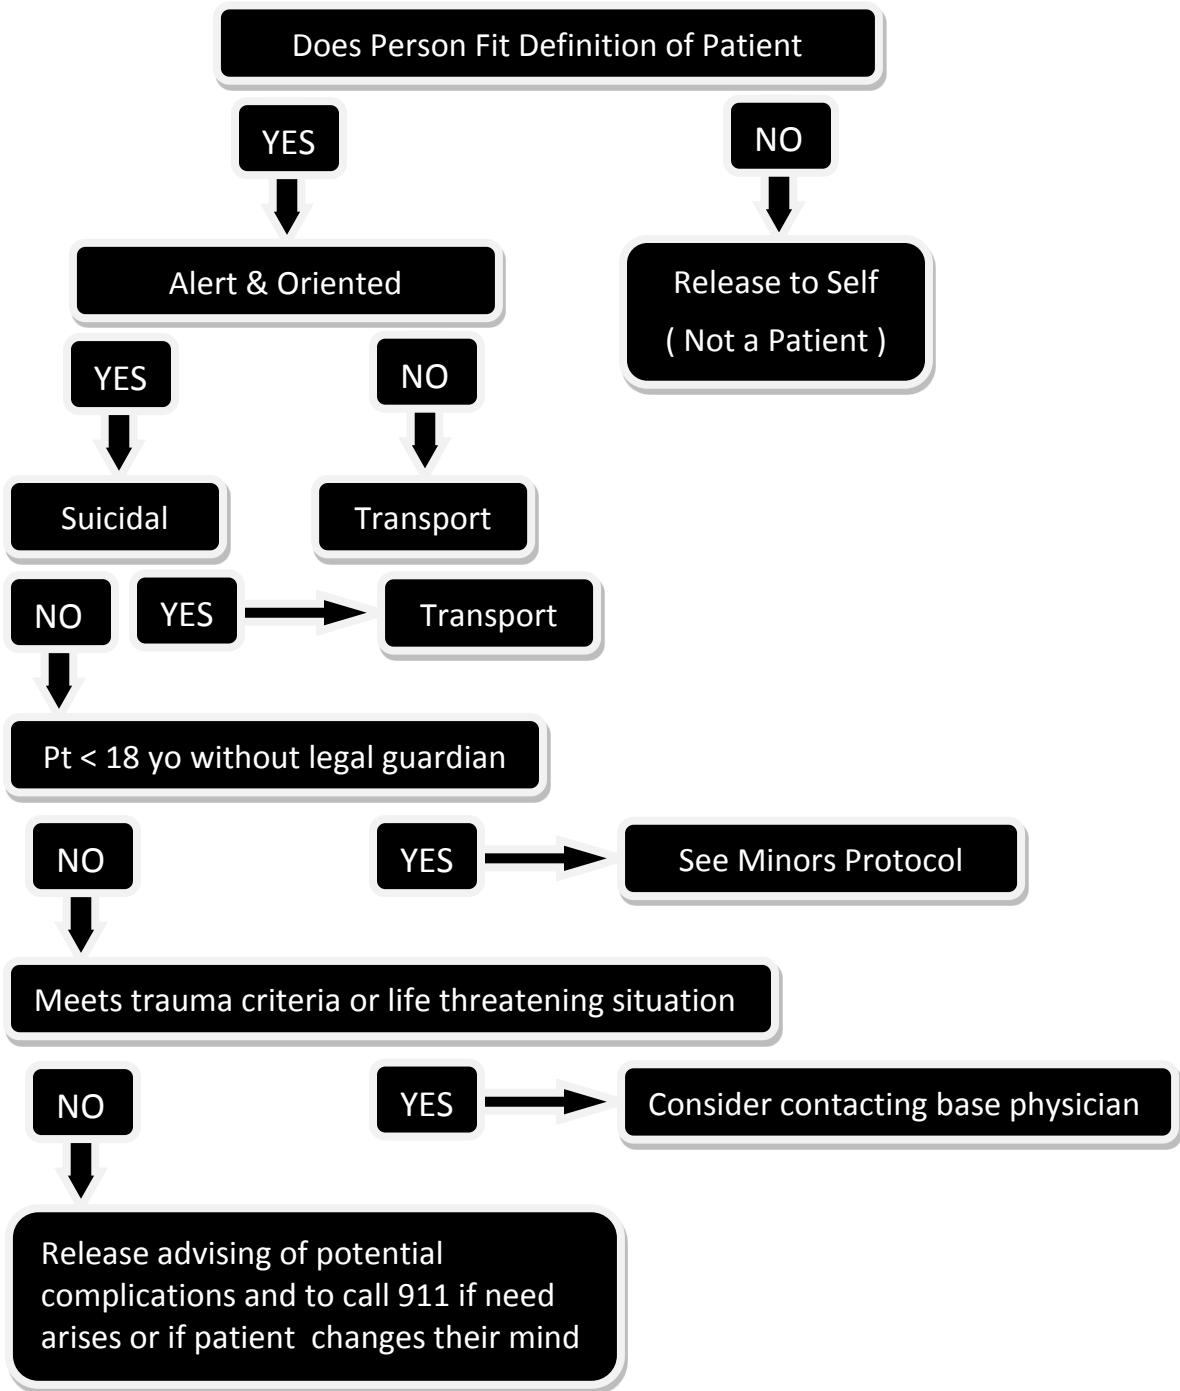 Does Person Fit Definition of Patient
YES
NO
Alert & Oriented
Release to Self
( Not a Patient )
YES
NO
Suicidal
Transport
NO
YES
Transport
Pt < 18 yo without legal guardian
NO
YES
See Minors Protocol
Meets trauma criteria or life threatening situation
NO
YES
Consider contacting base physician
Release advising of potential
complications and to call 911 if need
arises or if patient  changes their mind